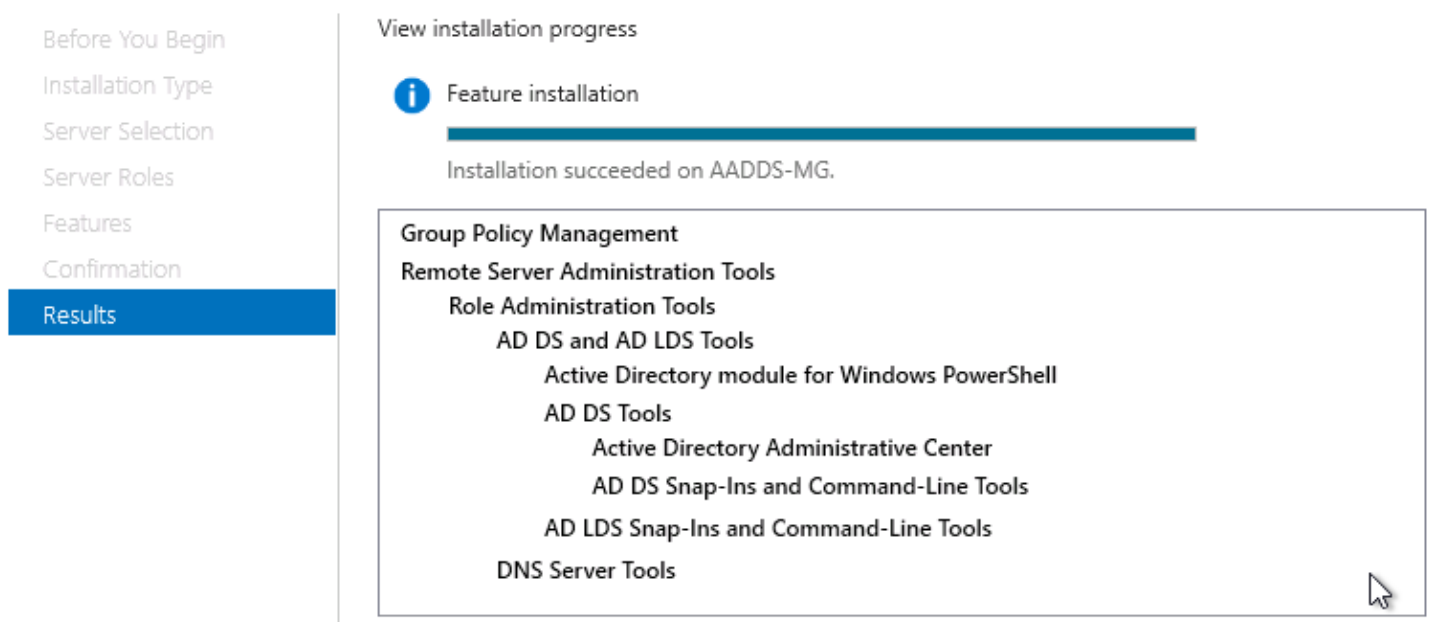 Before You Begin
Installation Type
Server Selection
Server Roles
Features
Confirmation
Results
View installation progress
Feature installation
Installation succeeded on AADDS-MG.
Group Policy Management
Remote Server Administration Tools
Role Administration Tools
AD DS and AD LDS Tools
Active Directory module for Windows PowerShell
AD DS Tools
Active Directory Administrative Center
AD DS Snap-Ins and Command-Line Tools
AD LDS Snap-Ins and Command-Line Tools
DNS Server Tools